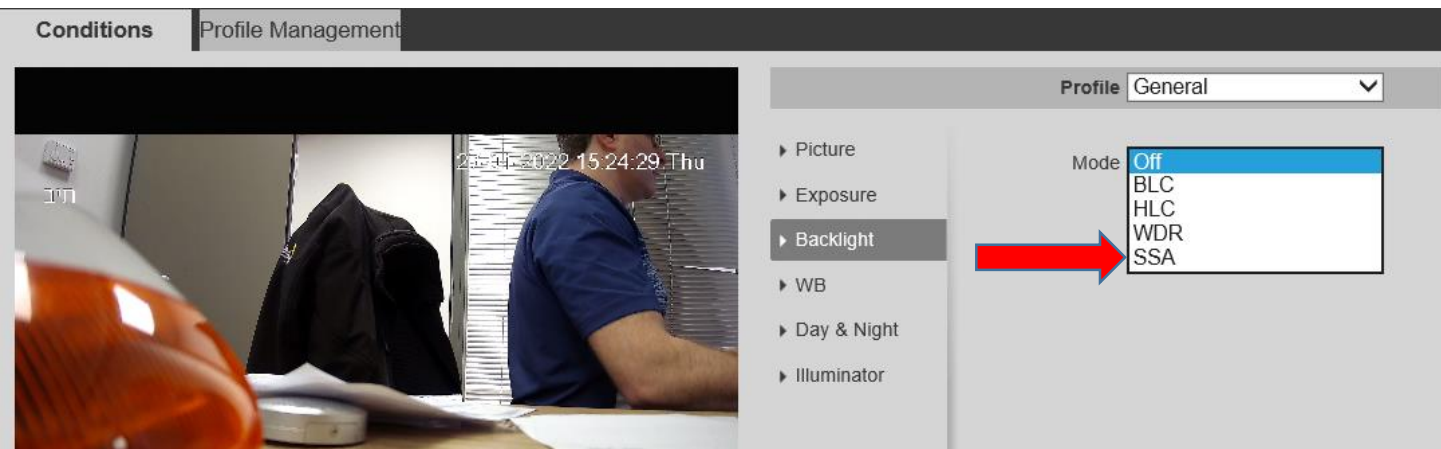 Conditions
Profile Management
Profile General
15:24:29 Thu
Picture
Exposure
Backlight
WB
Day & Night
Illuminator
Mode Off
BLC
HLC
WDR
SSA